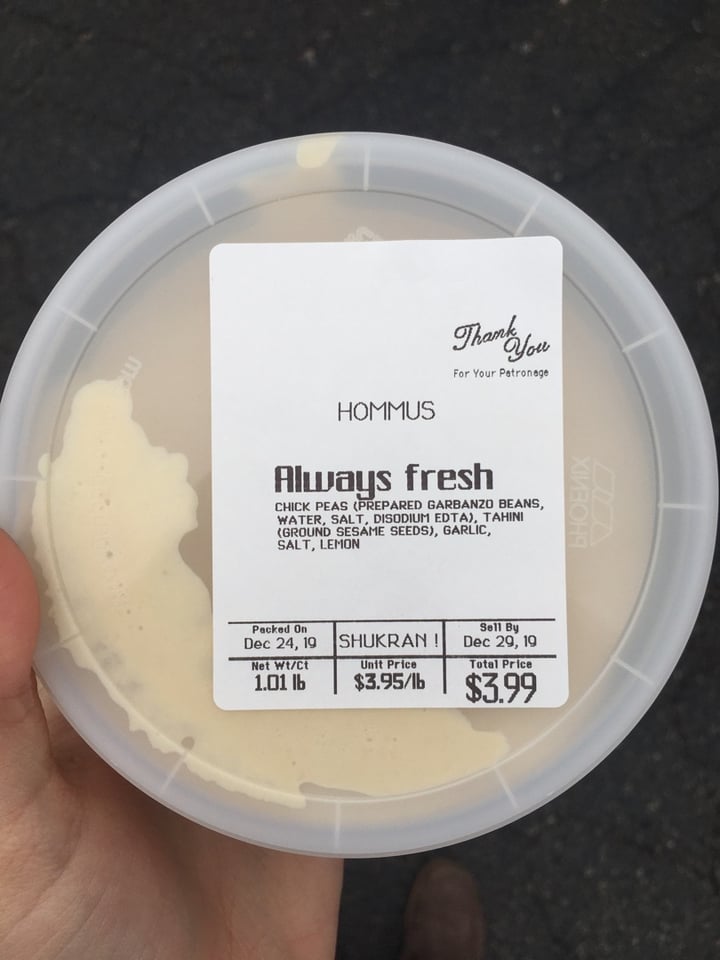 Thank
You
For Your Patronage
HOMMUS
Always fresh
CHICK PEAS (PREPARED GARBANZO BEANS,
WATER, SALT, DISODIUM EDTA), TAHINI
(GROUND SESAME SEEDS), GARLIC,
SALT, LEMON
Packed On
Dec 24, 19
SHUKRAN !
Sell By
Dec 29, 19
Net Wt/Ct
1.01 lb
Unit Price
$3.95/lb
Total Price
$3.99
PHOENIX